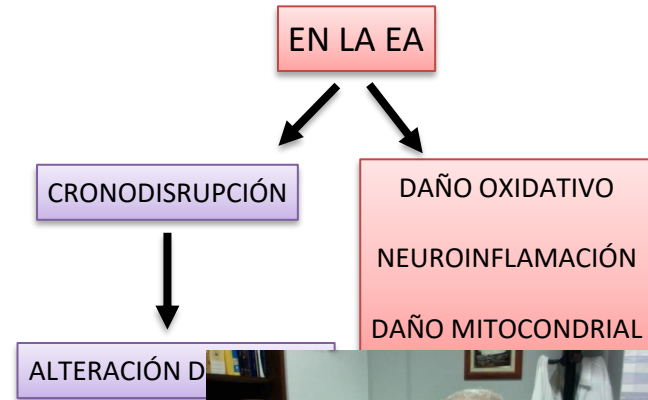 EN LA EA
CRONODISRUPCIÓN
DAÑO OXIDATIVO
NEUROINFLAMACIÓN
DAÑO MITOCONDRIAL
ALTERACIÓN